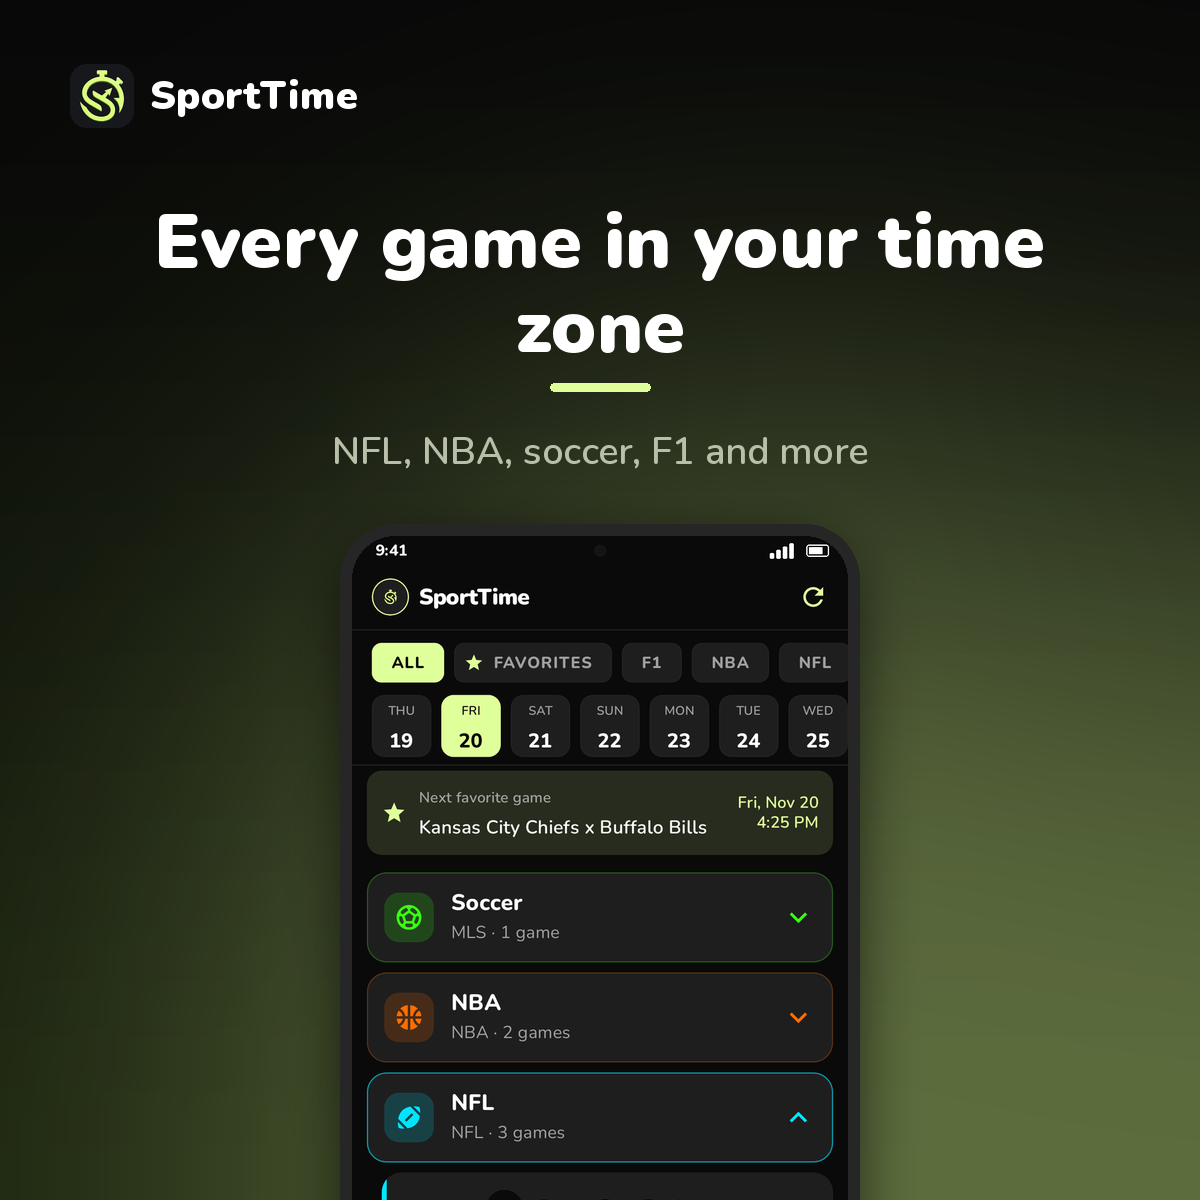 SportTime
Every game in your time
zone
NFL, NBA, soccer, F1 and more
9:41
SportTime
ALL
FAVORITES
F1
NBA
NFL
THU FRI SAT SUN MON TUE WED
19 20 21 22 23 24 25
Next favorite game
Kansas City Chiefs x Buffalo Bills
Fri, Nov 20
4:25 PM
Soccer
MLS · 1 game
NBA
NBA · 2 games
NFL
NFL · 3 games